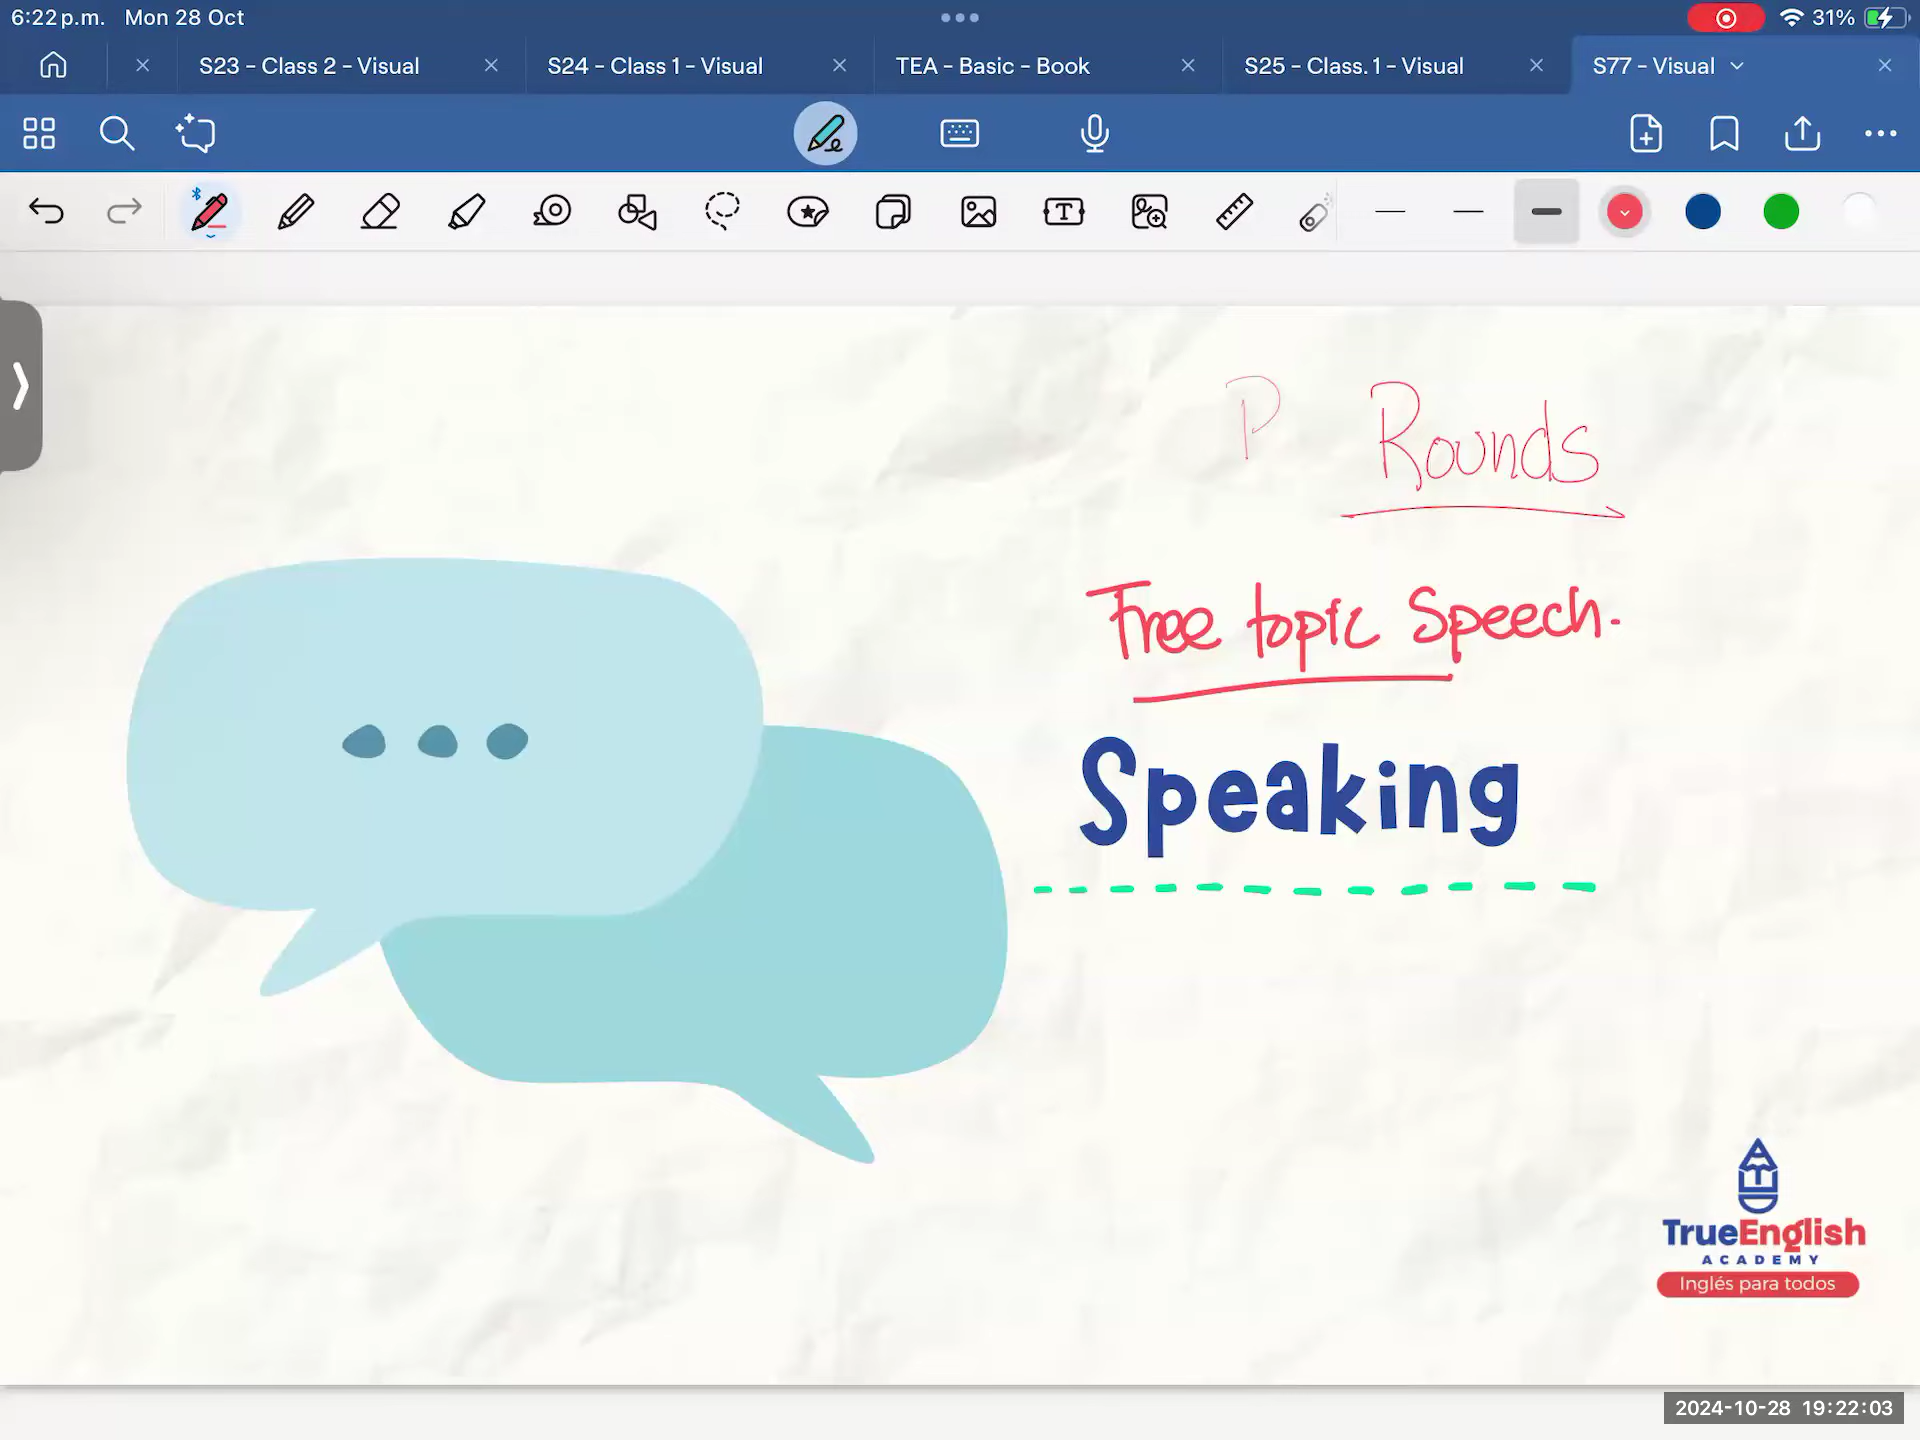 6:22 p.m. Mon 28 Oct
31%
S23 - Class 2 - Visual
S24 - Class 1 - Visual
TEA - Basic - Book
S25 - Class. 1 - Visual
S77 - Visual
P Rounds
Free topic Speech.
Speaking
TrueEnglish
ACADEMY
Inglés para todos
2024-10-28 19:22:03